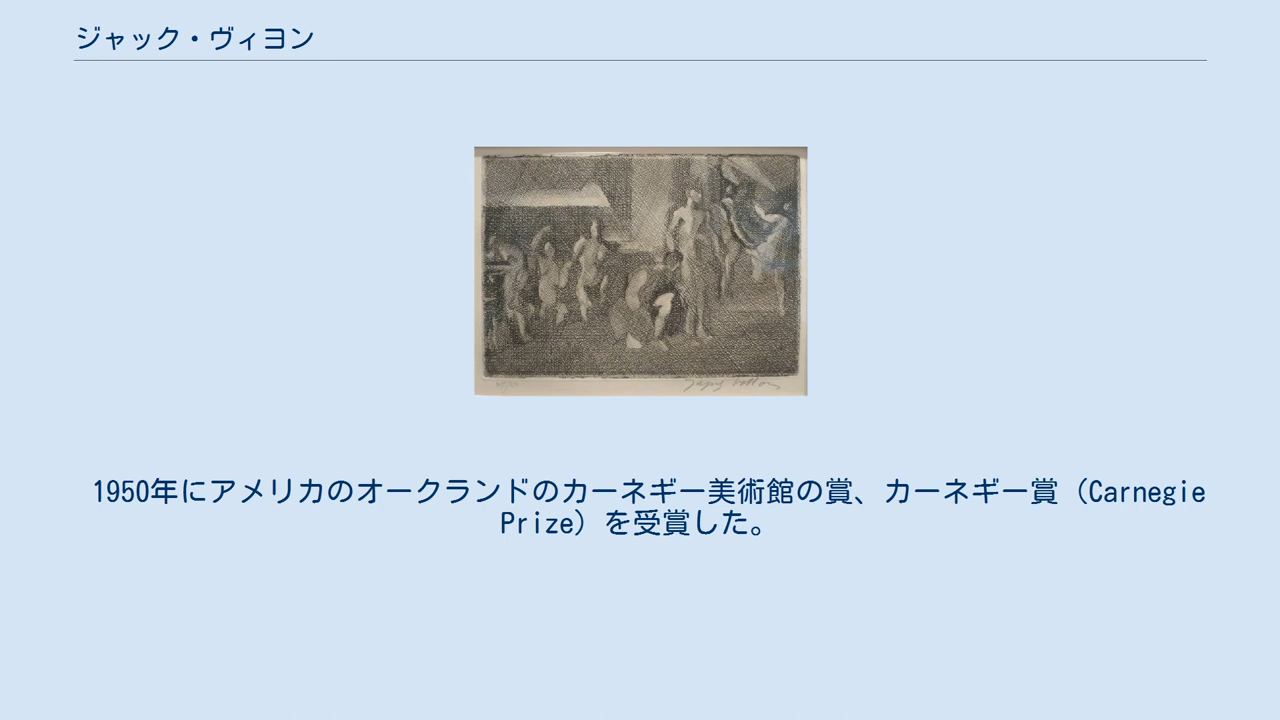 ジャック・ヴィヨン
1950年にアメリカのオークランドのカーネギー美術館の賞、カーネギー賞（Carnegie
Prize）を受賞した。